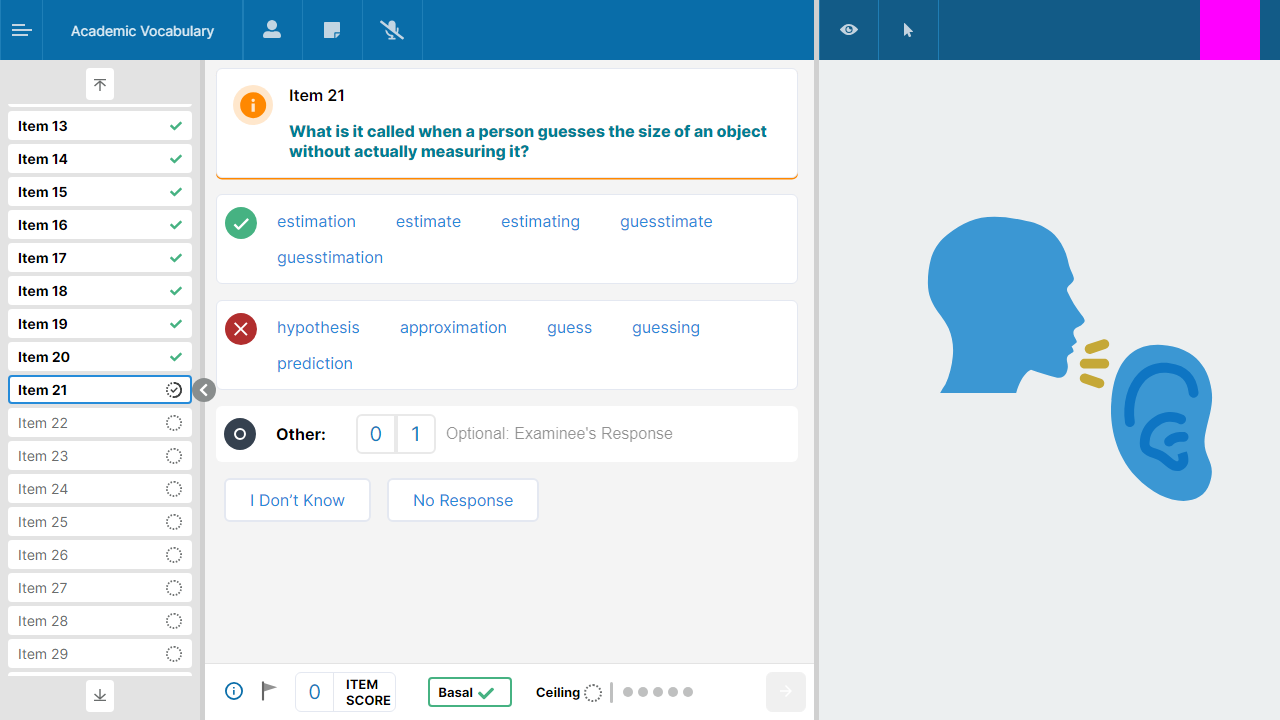 Academic Vocabulary
Item 13
Item 14
Item 15
Item 16
Item 17
Item 18
Item 19
Item 20
Item 21
Item 22
Item 23
Item 24
Item 25
Item 26
Item 27
Item 28
Item 29
Item 21
What is it called when a person guesses the size of an object
without actually measuring it?
estimation estimate estimating guesstimate
guesstimation
hypothesis approximation guess guessing
prediction
Other: 0 1 Optional: Examinee's Response
I Don’t Know No Response
0 ITEM
SCORE
Basal
Ceiling